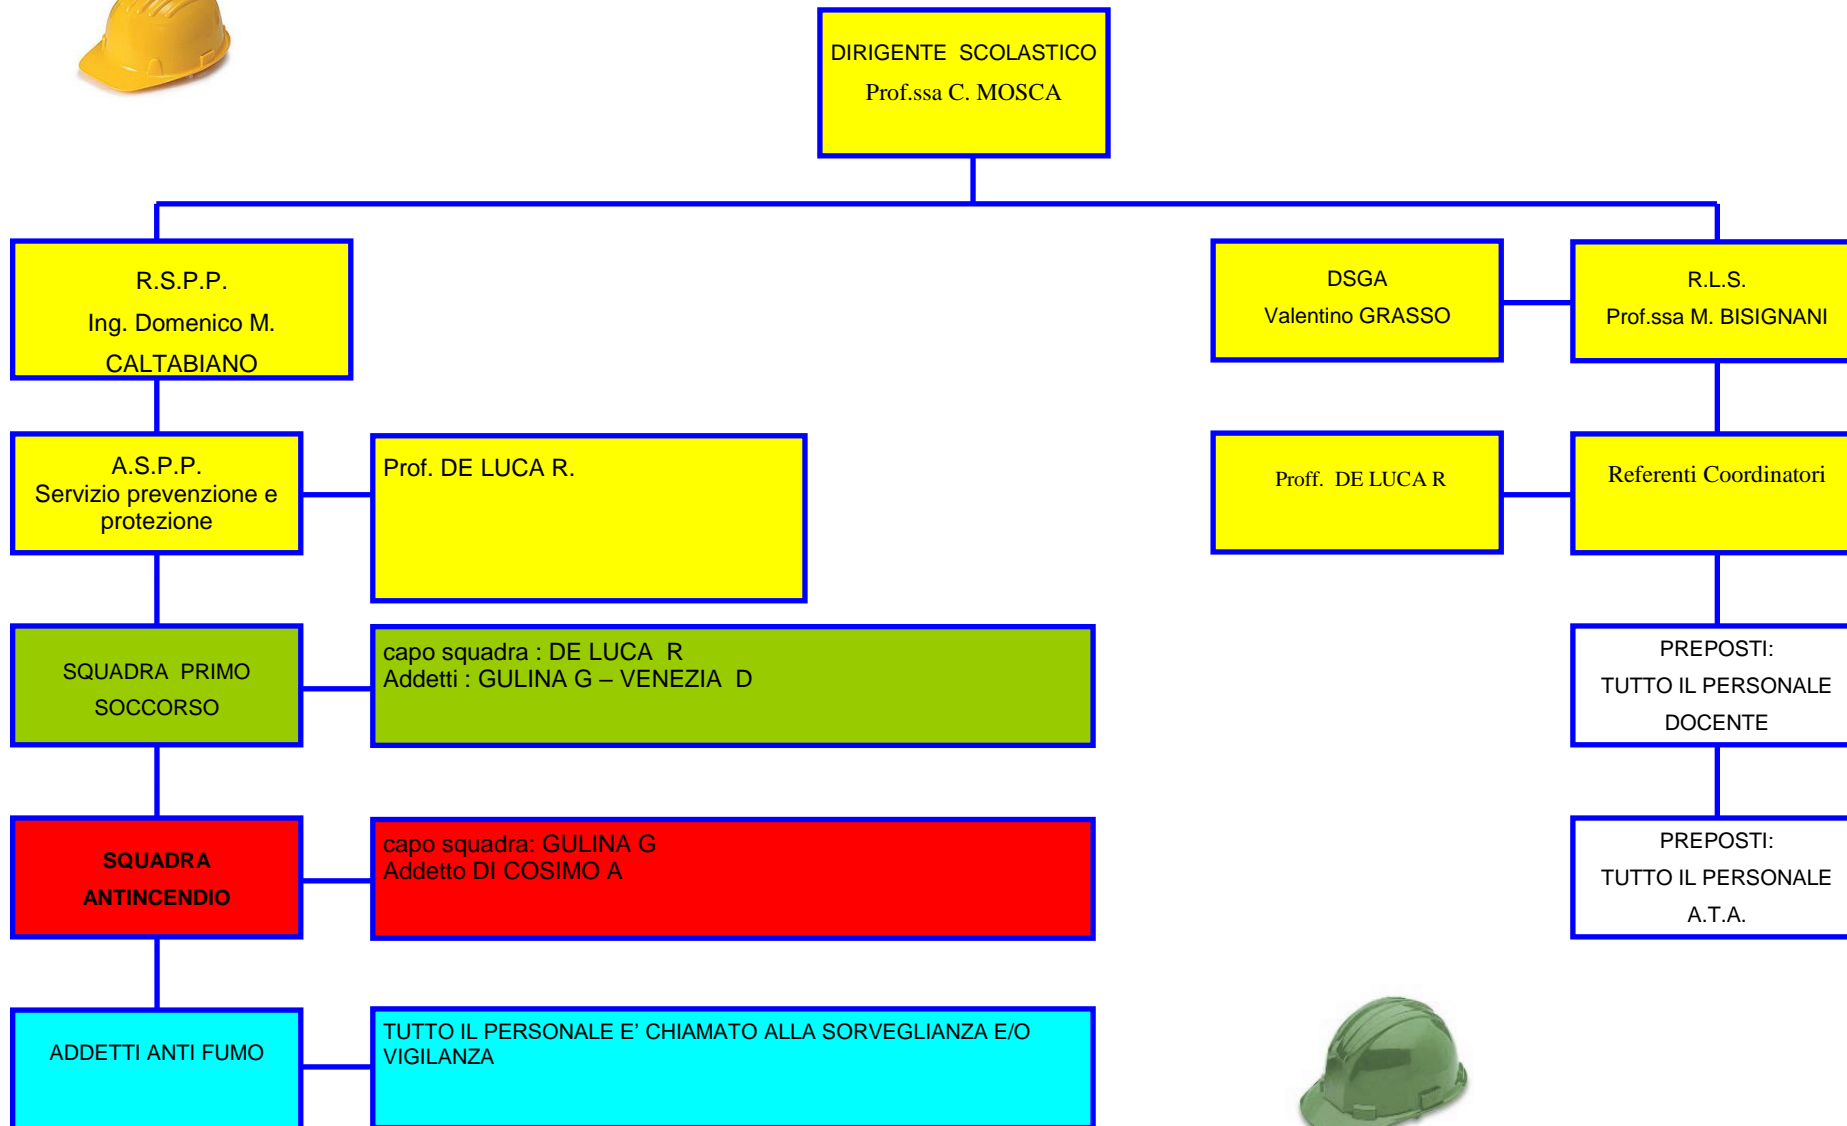 DIRIGENTE SCOLASTICO
Prof.ssa C. MOSCA
R.S.P.P.
Ing. Domenico M.
CALTABIANO
DSGA
Valentino GRASSO
R.L.S.
Prof.ssa M. BISIGNANI
A.S.P.P.
Servizio prevenzione e
protezione
Prof. DE LUCA R.
Proff. DE LUCA R
Referenti Coordinatori
SQUADRA PRIMO
SOCCORSO
capo squadra : DE LUCA R
Addetti : GULINA G – VENEZIA D
PREPOSTI:
TUTTO IL PERSONALE
DOCENTE
SQUADRA
ANTINCENDIO
capo squadra: GULINA G
Addetto DI COSIMO A
PREPOSTI:
TUTTO IL PERSONALE
A.T.A.
ADDETTI ANTI FUMO
TUTTO IL PERSONALE E’ CHIAMATO ALLA SORVEGLIANZA E/O
VIGILANZA